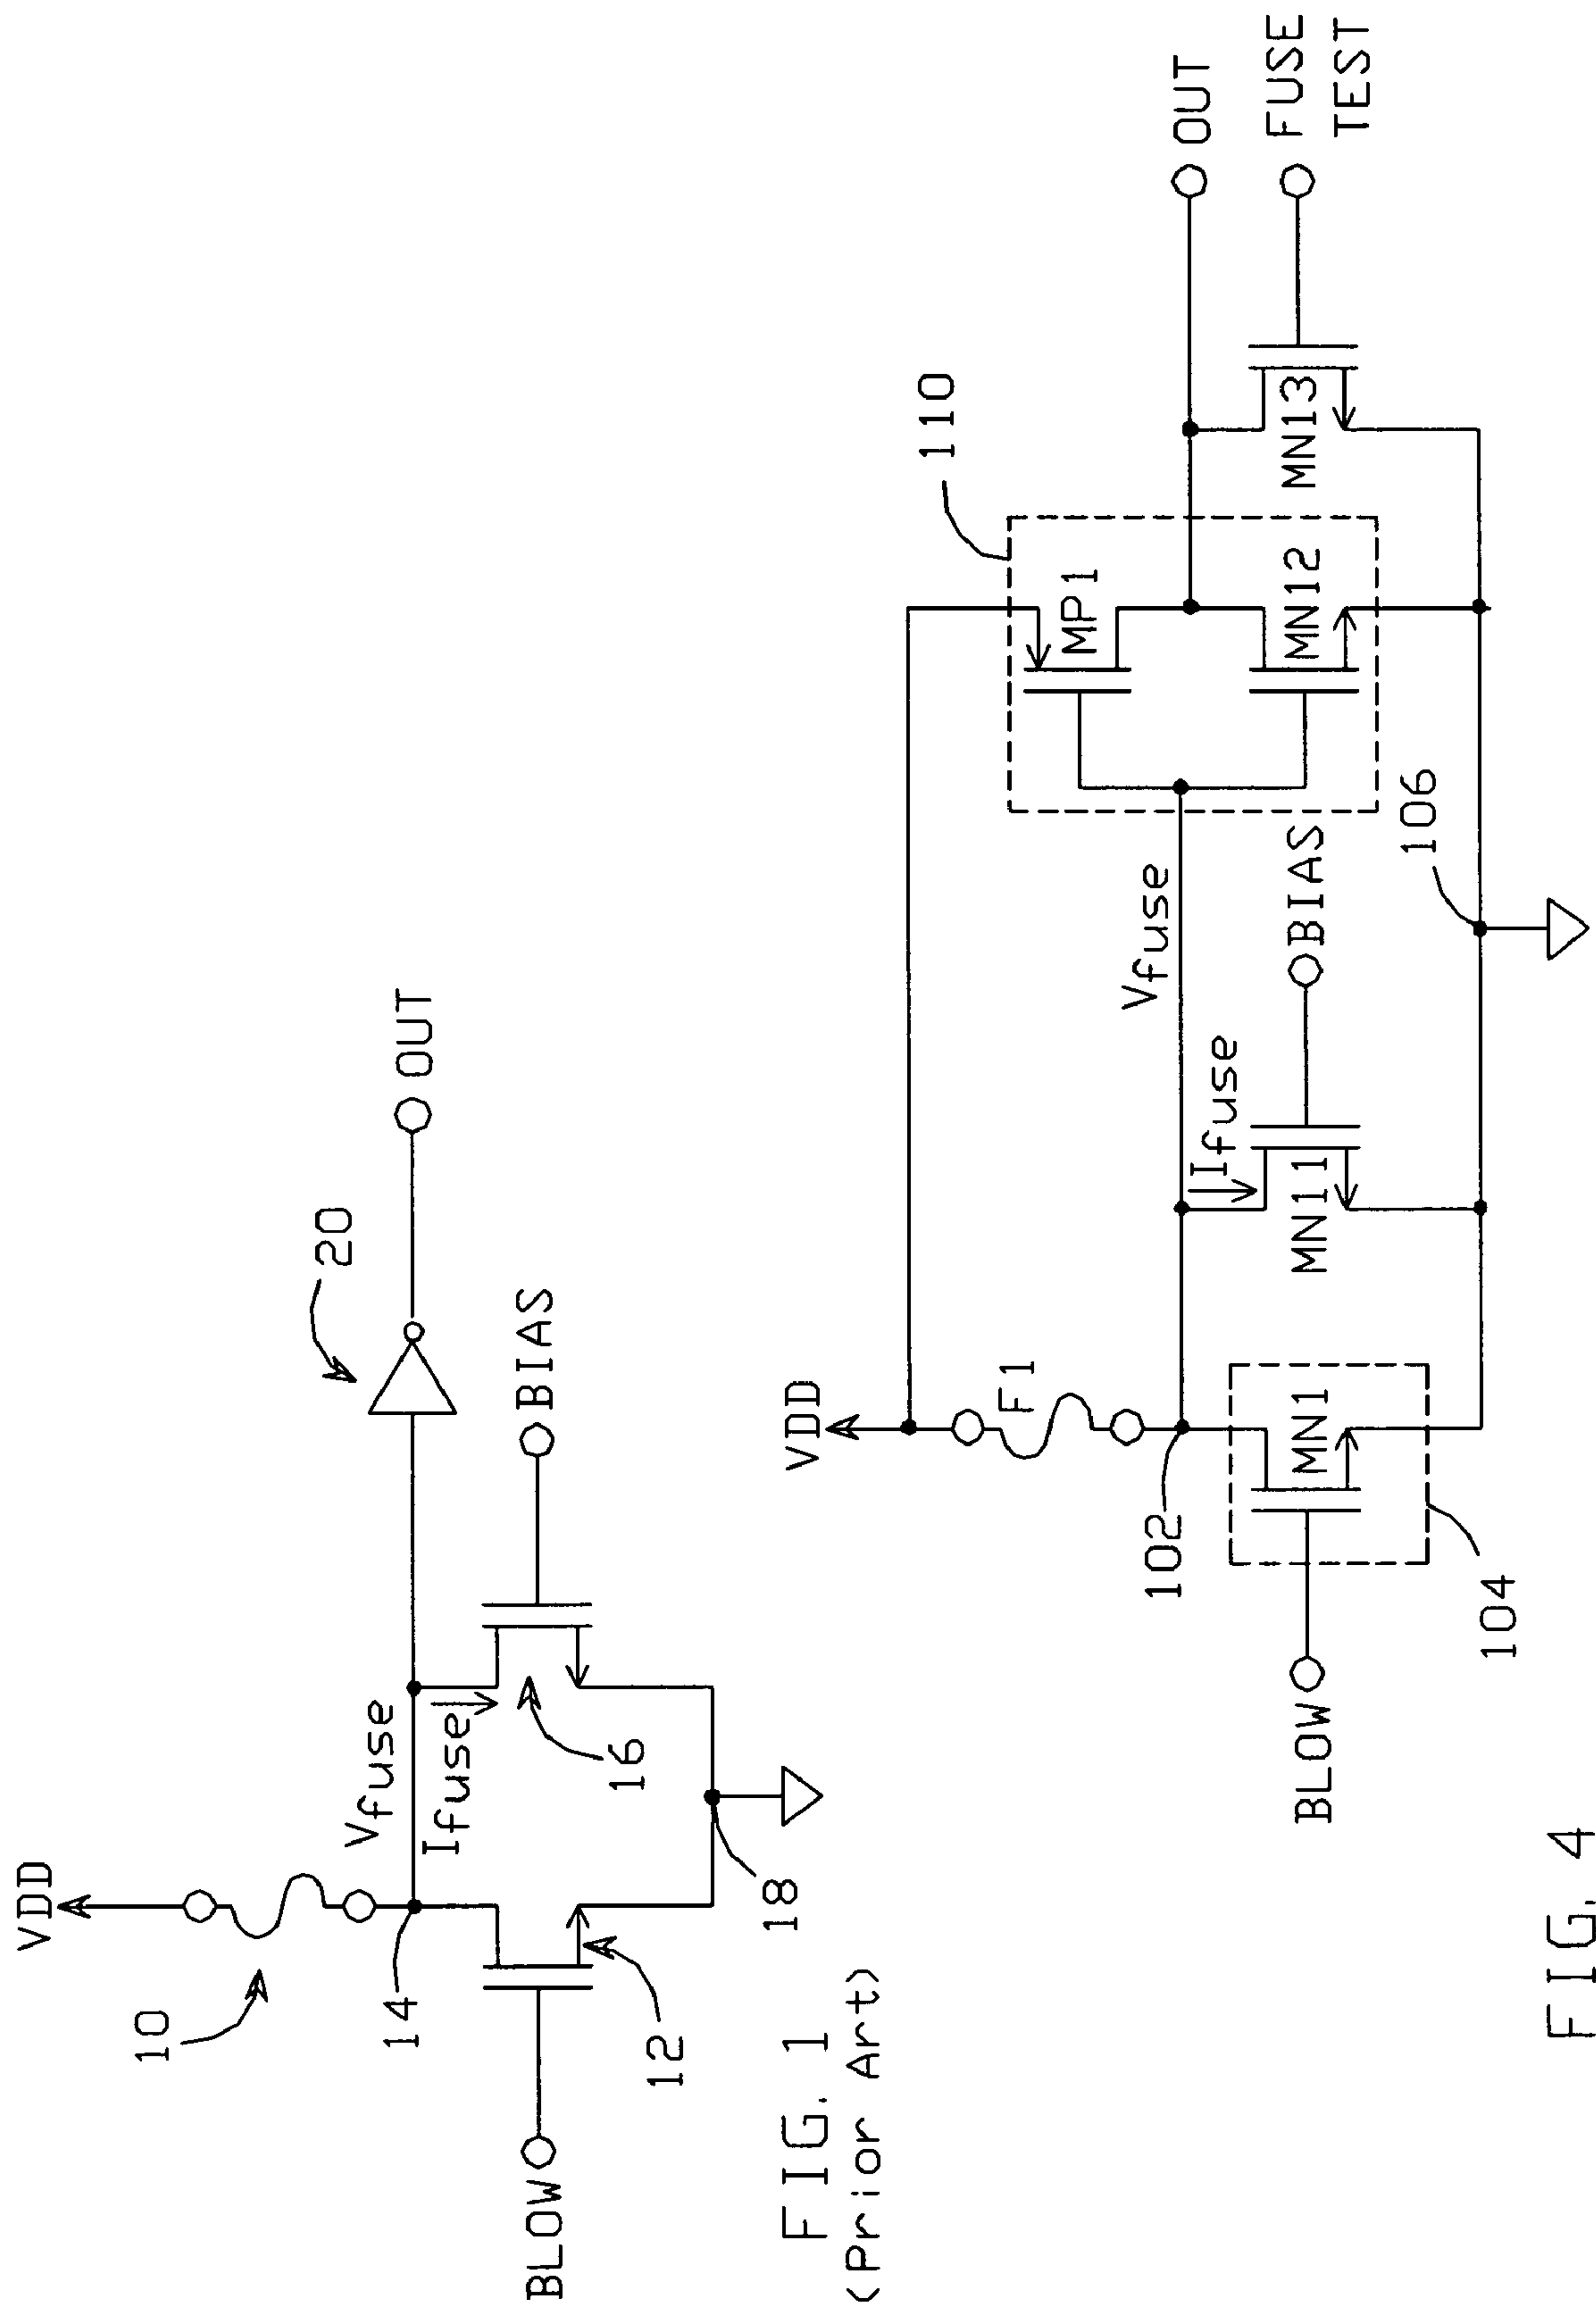 VDD
10
14
Vfuse
Ifuse
20
OUT
BLOW
12
16
BIAS
18
FIG. 1
(Prior Art)
VDD
F1
102
Vfuse
Ifuse
110
MP1
OUT
BLOW
MN1
MN11
BIAS
MN12
MN13
FUSE
TEST
104
106
FIG. 4